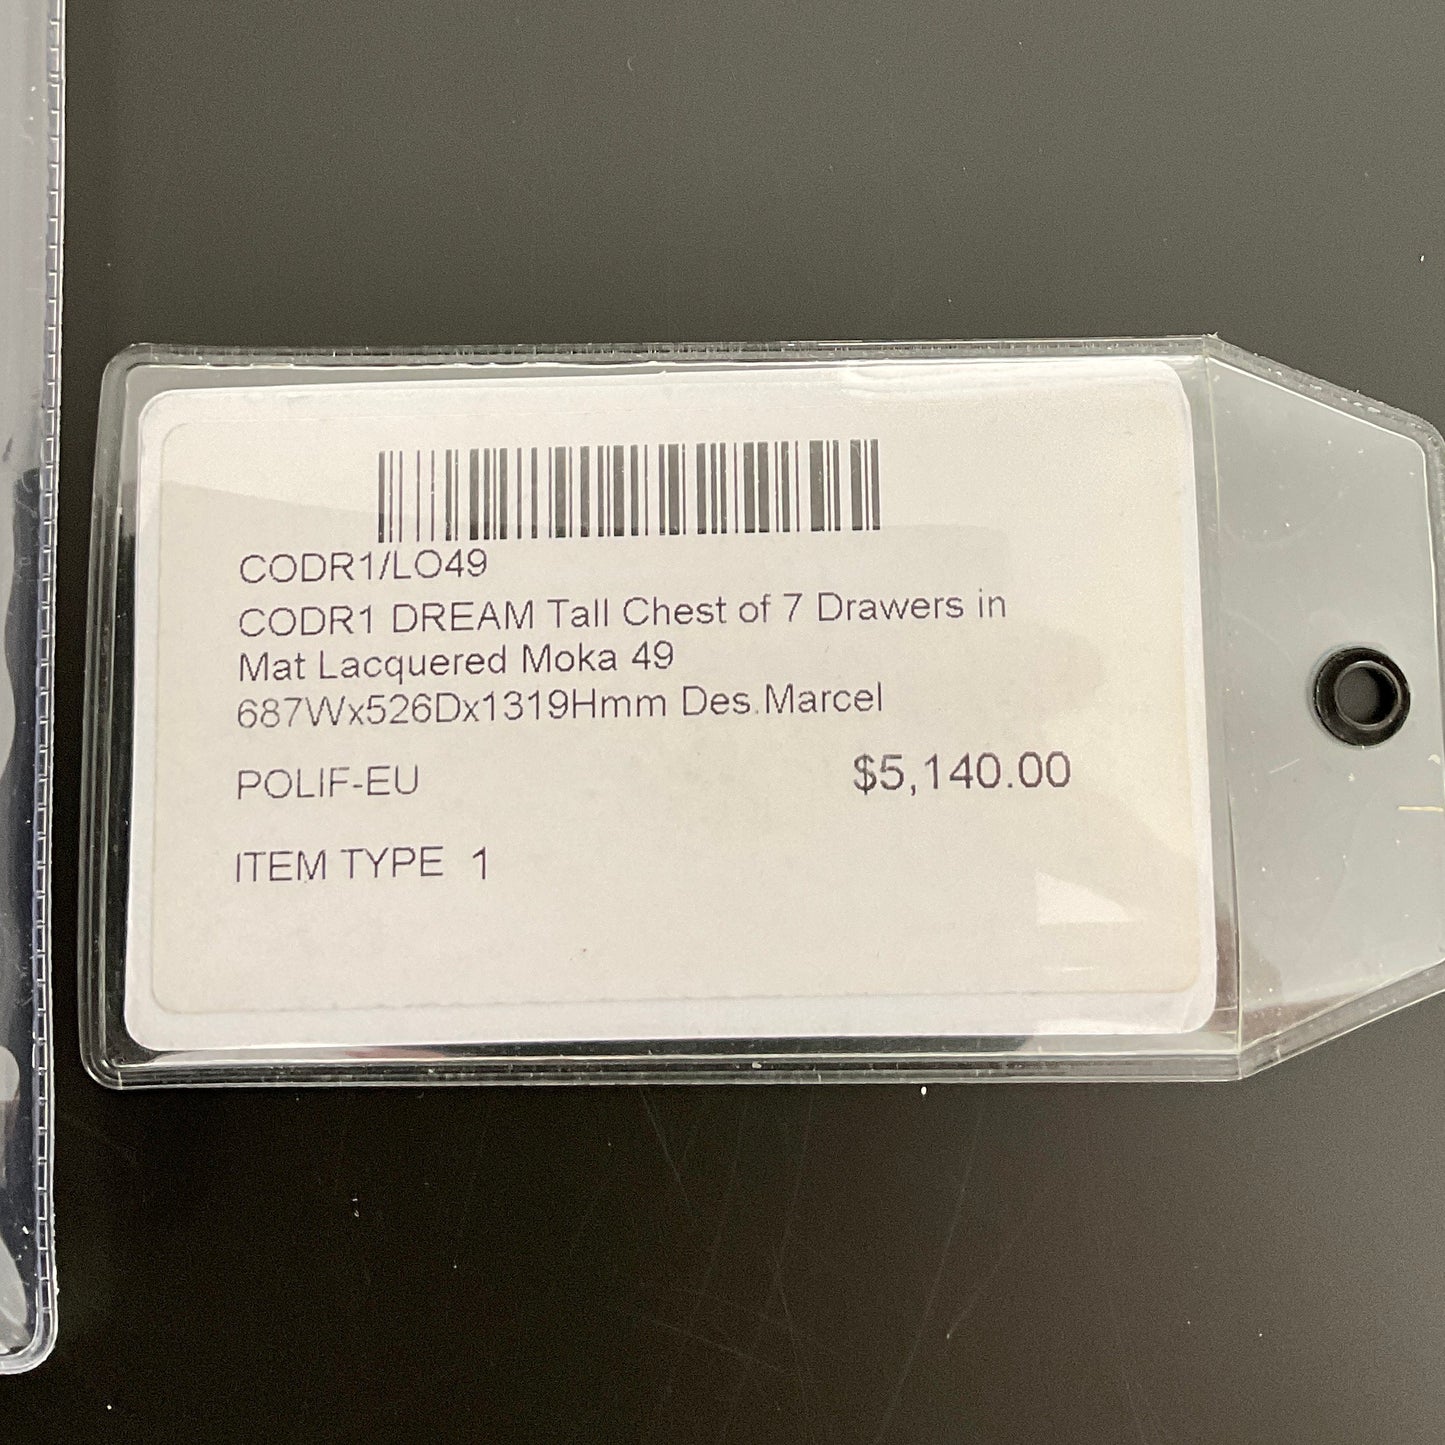 CODR1/LO49
CODR1 DREAM Tall Chest of 7 Drawers in
Mat Lacquered Moka 49
687Wx526Dx1319Hmm Des.Marcel
POLIF-EU $5,140.00
ITEM TYPE 1